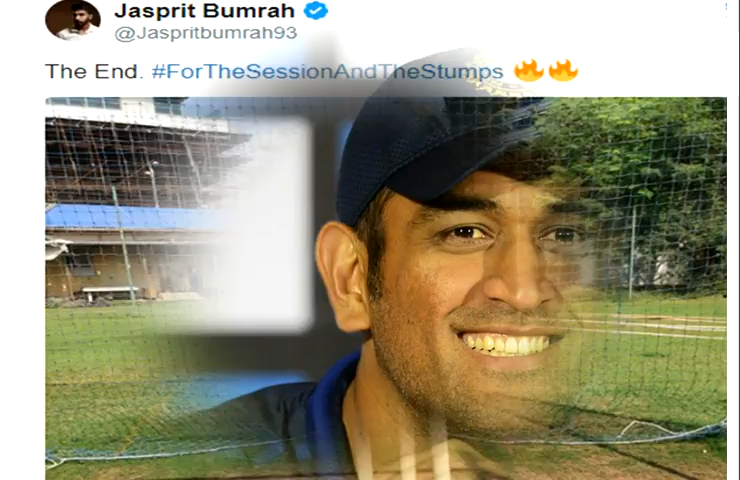 Jasprit Bumrah
@Jaspritbumrah93
The End. #ForTheSessionAndTheStumps 🔥🔥